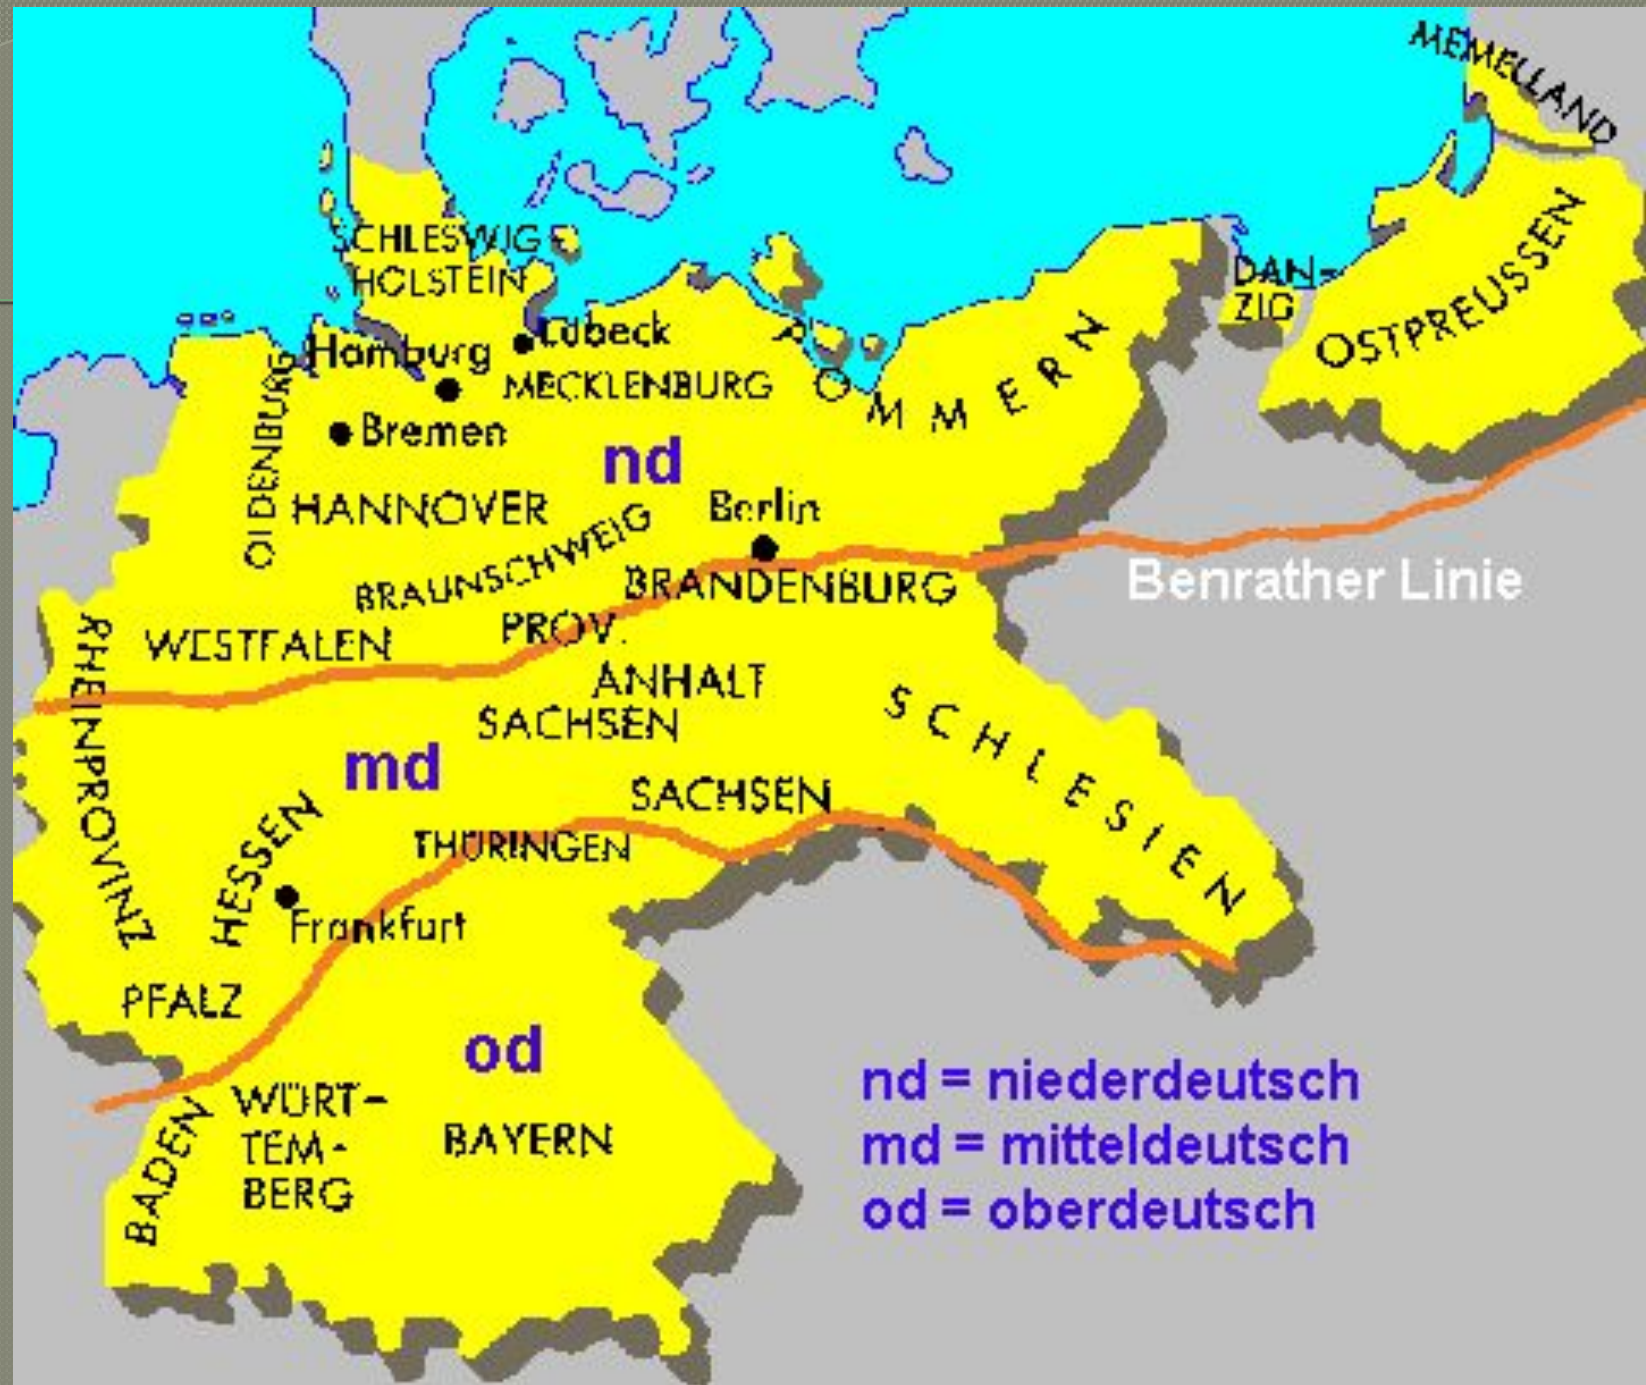 MEMELLAND
SCHLESWIG-
HOLSTEIN
DAN-
ZIG
OSTPREUSSEN
Lübeck
Hamburg
MECKLENBURG
POMMERN
OLDENBURG
Bremen
nd
HANNOVER
Berlin
BRAUNSCHWEIG
BRANDENBURG
Benrather Linie
PROV.
WESTFALEN
RHEINPROVINZ
ANHALT
SACHSEN
SCHLESIEN
md
SACHSEN
HESSEN
THÜRINGEN
Frankfurt
PFALZ
od
WÜRT-
TEM-
BERG
BAYERN
BADEN
nd = niederdeutsch
md = mitteldeutsch
od = oberdeutsch